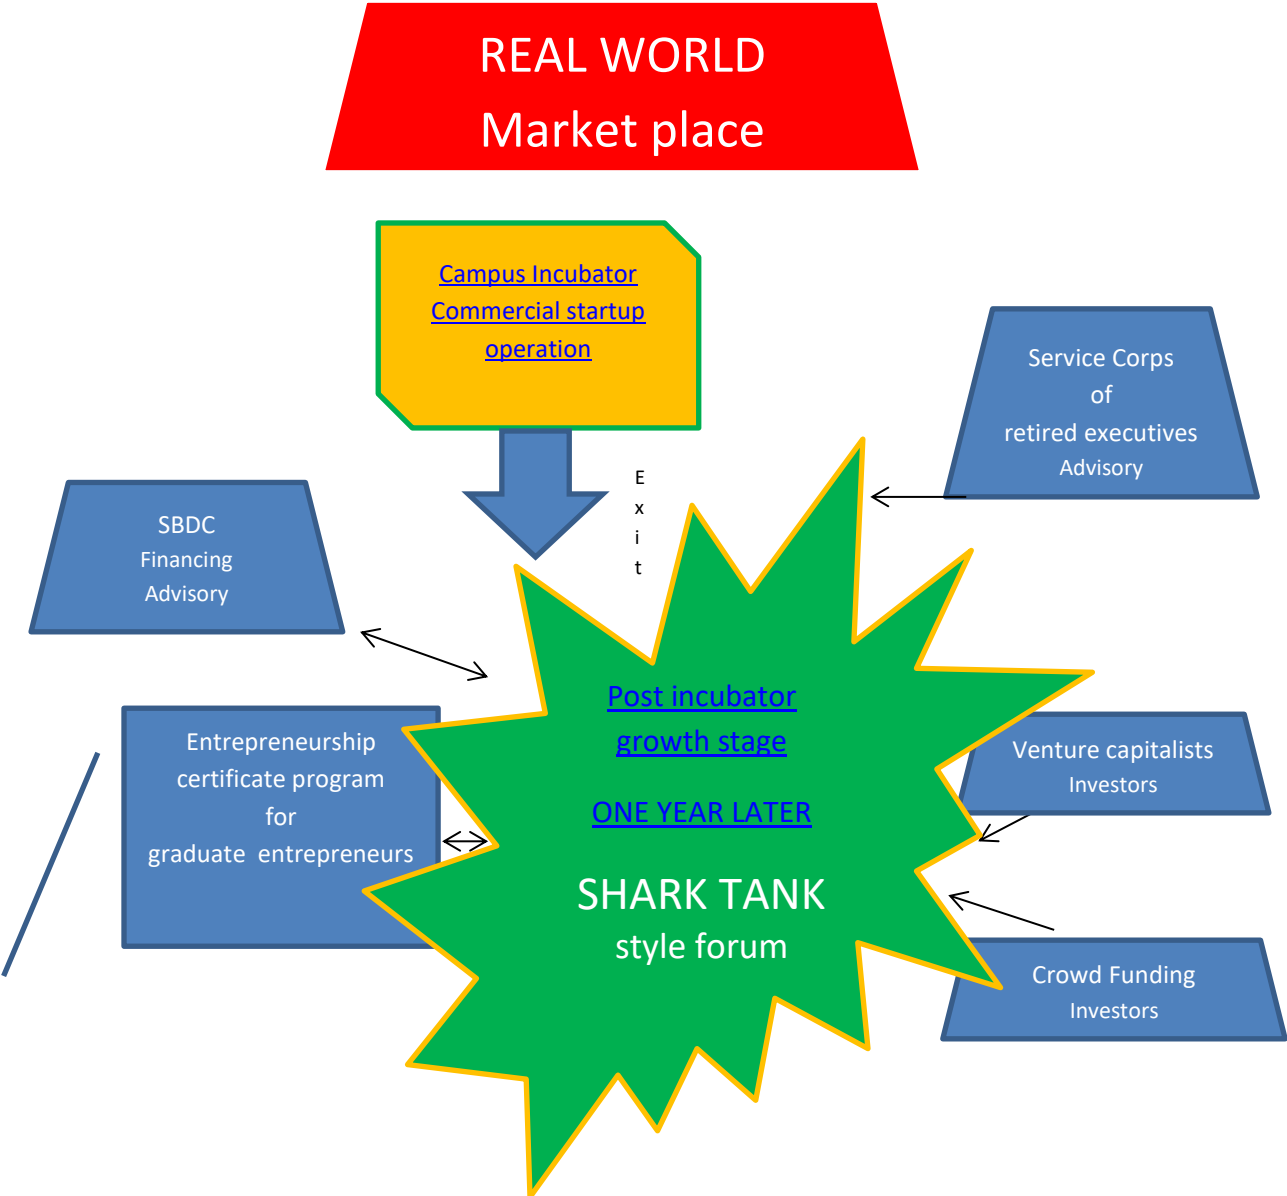 REAL WORLD
Market place
Campus Incubator
Commercial startup
operation
Service Corps
of
retired executives
Advisory
E
x
i
t
SBDC
Financing
Advisory
Post incubator
growth stage
ONE YEAR LATER
SHARK TANK
style forum
Entrepreneurship
certificate program
for
graduate entrepreneurs
Venture capitalists
Investors
Crowd Funding
Investors